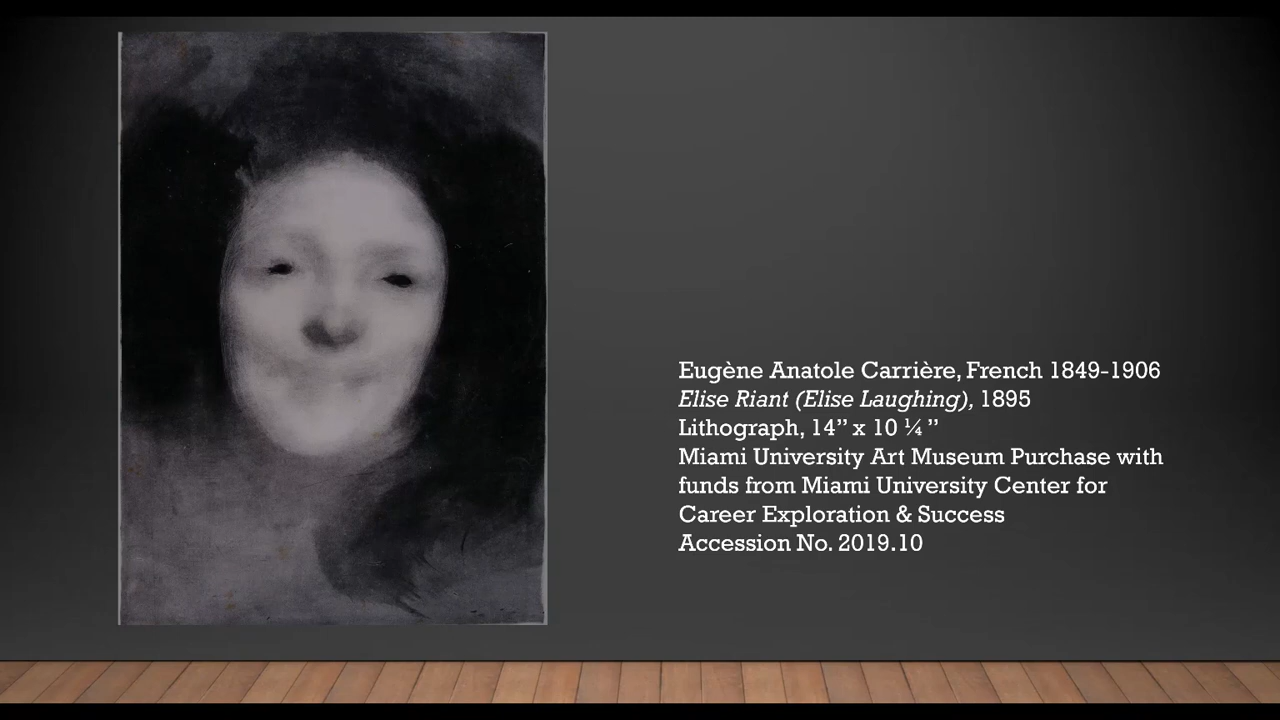 Eugène Anatole Carrière, French 1849-1906
Elise Riant (Elise Laughing), 1895
Lithograph, 14” x 10 ¼ ”
Miami University Art Museum Purchase with
funds from Miami University Center for
Career Exploration & Success
Accession No. 2019.10